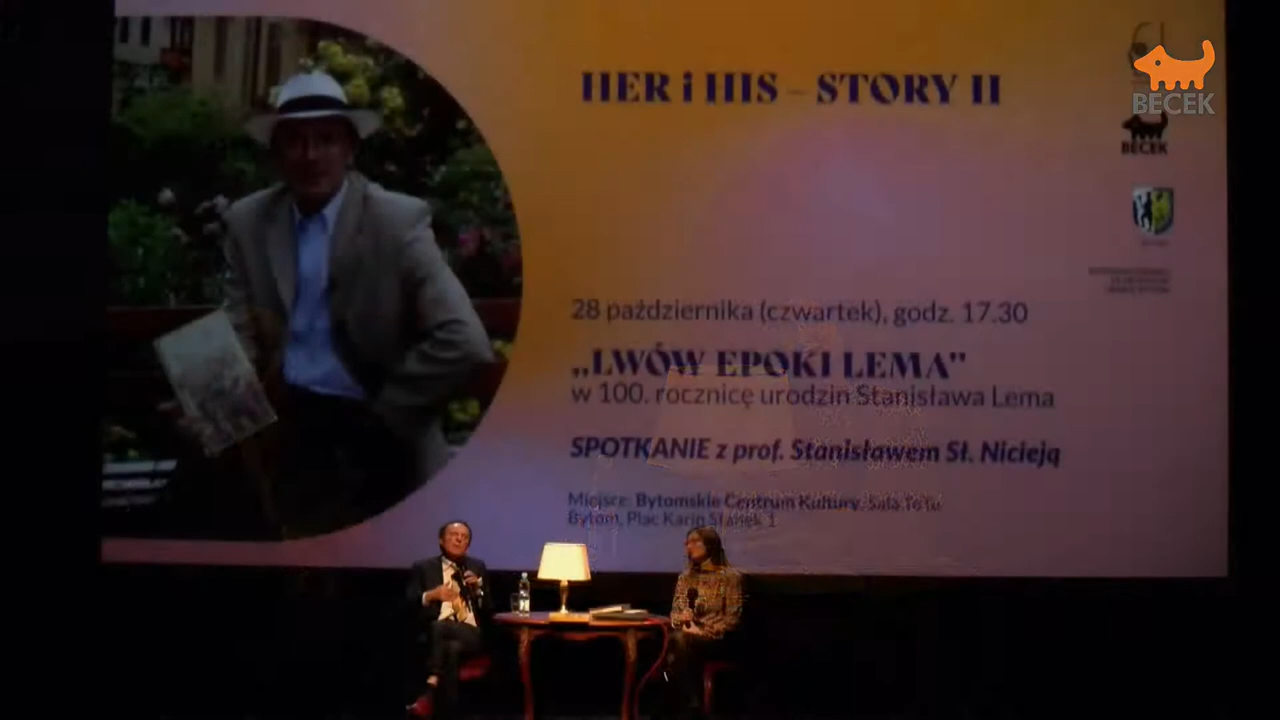 HER i HIS – STORY II
BECEK
BECEK
28 października (czwartek), godz. 17.30
„LWÓW EPOKI LEMA”
w 100. rocznicę urodzin Stanisława Lema
SPOTKANIE z prof. Stanisławem Sł. Nicieją
Miejsce: Bytomskie Centrum Kultury, Sala ToTu
Bytom, Plac Karin Stanek 1